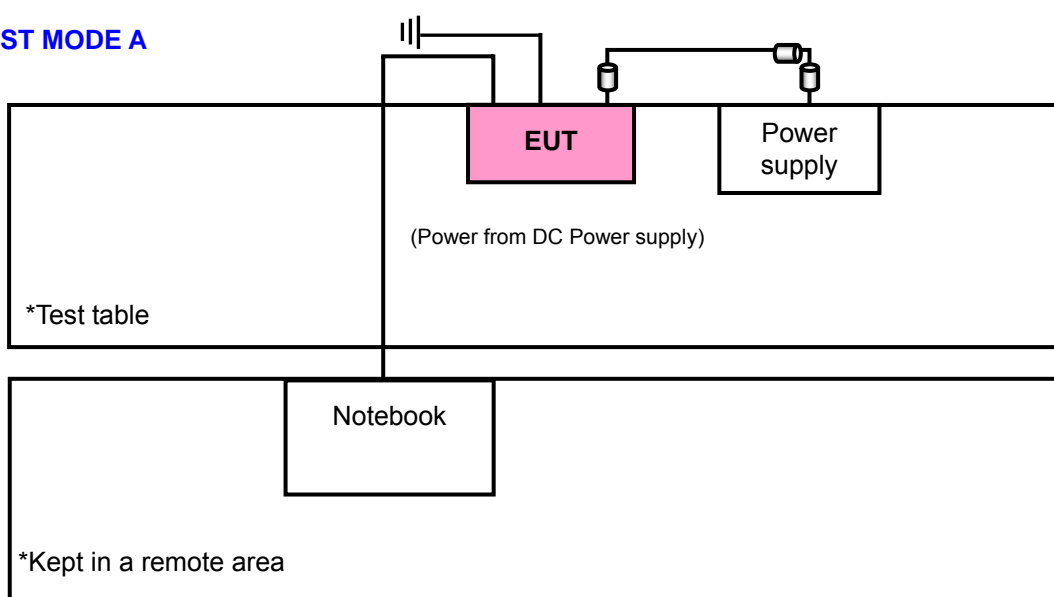 ST MODE A
EUT
Power
supply
(Power from DC Power supply)
*Test table
Notebook
*Kept in a remote area